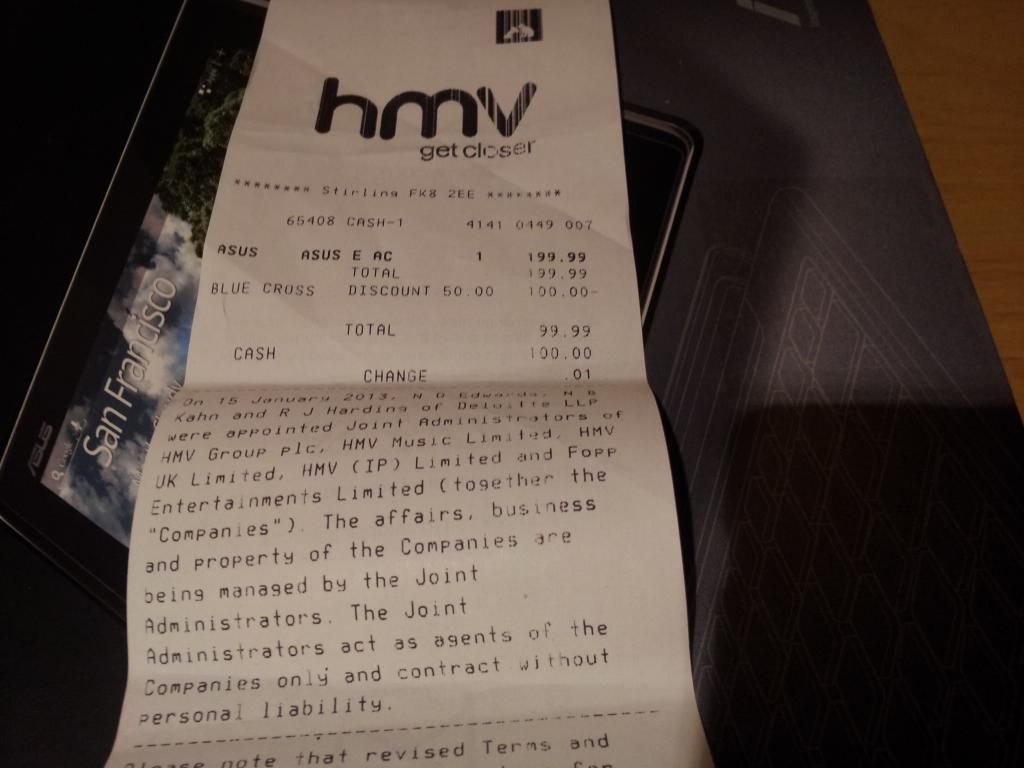 hmv
get closer
******** Stirling FK8 2EE ********
65408 CASH-1 4141 0449 007
ASUS ASUS E AC 1 199.99
TOTAL 199.99
BLUE CROSS DISCOUNT 50.00 100.00-
TOTAL 99.99
CASH 100.00
CHANGE .01
On 15 January 2013, N G Edwards, N B
Kahn and R J Harding of Deloitte LLP
were appointed Joint Administrators of
HMV Group plc, HMV Music Limited, HMV
UK Limited, HMV (IP) Limited and Fopp
Entertainments Limited (together the
"Companies"). The affairs, business
and property of the Companies are
being managed by the Joint
Administrators. The Joint
Administrators act as agents of the
Companies only and contract without
personal liability.
Please note that revised Terms and
ASUS
San Francisco